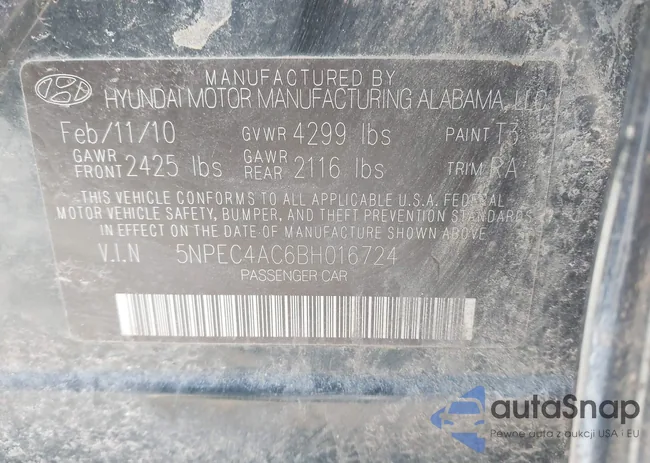 MANUFACTURED BY
HYUNDAI MOTOR MANUFACTURING ALABAMA, LLC
Feb/11/10 GVWR 4299 lbs PAINT T3
GAWR FRONT 2425 lbs GAWR REAR 2116 lbs TRIM RA
THIS VEHICLE CONFORMS TO ALL APPLICABLE U.S.A. FEDERAL
MOTOR VEHICLE SAFETY, BUMPER, AND THEFT PREVENTION STANDARDS
IN EFFECT ON THE DATE OF MANUFACTURE SHOWN ABOVE.
V.I.N 5NPEC4AC6BH016724
PASSENGER CAR
autaSnap
Pewne auta z aukcji USA i EU